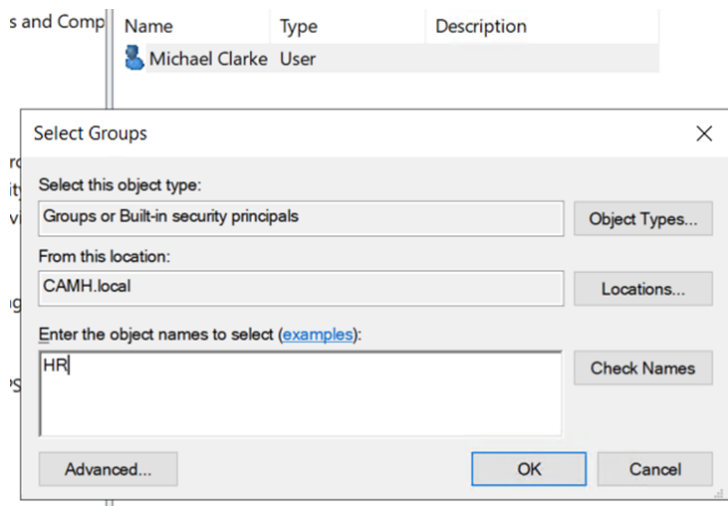 s and Comp
Name Type Description
Michael Clarke User
Select Groups
Select this object type:
Groups or Built-in security principals
Object Types...
From this location:
CAMH.local
Locations...
Enter the object names to select (examples):
HR
Check Names
Advanced...
OK
Cancel